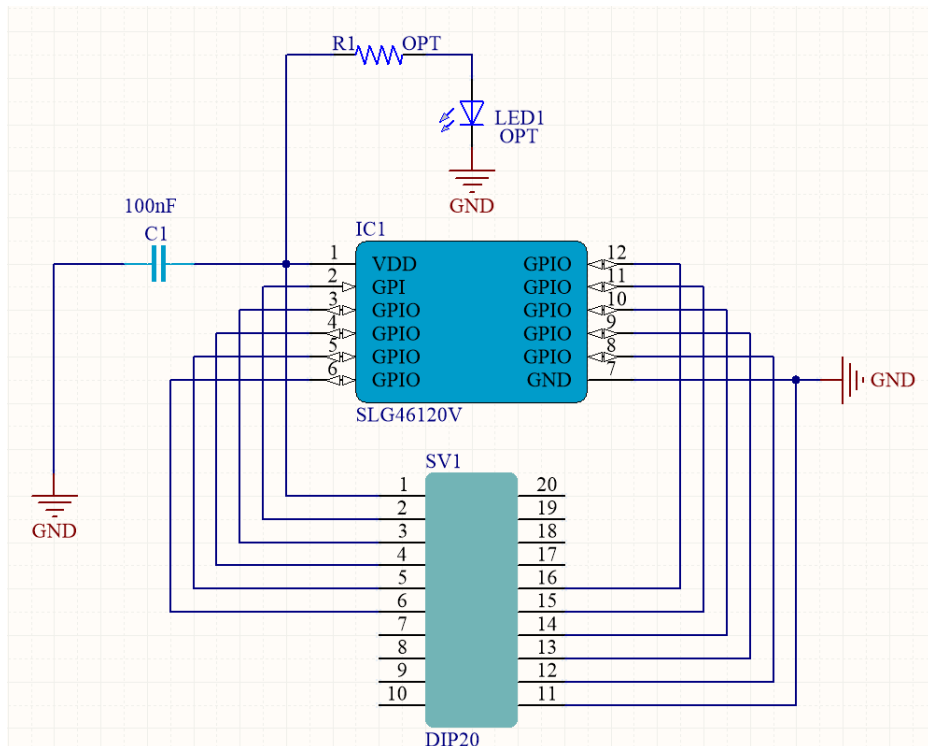 R1 OPT
LED1
OPT
GND
100nF
C1
IC1
1 VDD GPIO 12
2 GPI GPIO 11
3 GPIO GPIO 10
4 GPIO GPIO 9
5 GPIO GPIO 8
6 GPIO GND 7
GND
SLG46120V
SV1
1 20
2 19
GND
3 18
4 17
5 16
6 15
7 14
8 13
9 12
10 11
DIP20